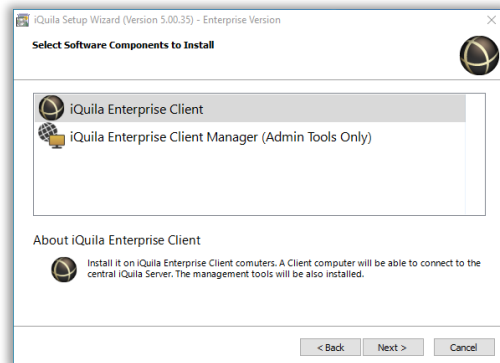 iQuila Setup Wizard (Version 5.00.35) - Enterprise Version
Select Software Components to Install
iQuila Enterprise Client
iQuila Enterprise Client Manager (Admin Tools Only)
About iQuila Enterprise Client
Install it on iQuila Enterprise Client comuters. A Client computer will be able to connect to the
central iQuila Server. The management tools will be also installed.
< Back Next > Cancel